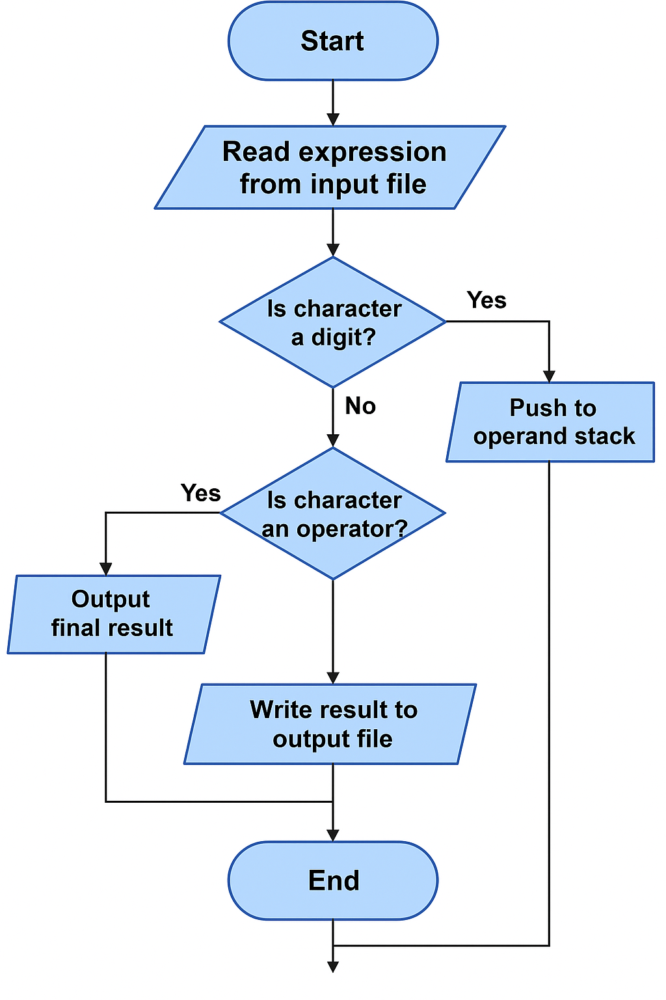 Start
Read expression
from input file
Is character
a digit?
Yes
No
Push to
operand stack
Is character
an operator?
Yes
Output
final result
Write result to
output file
End